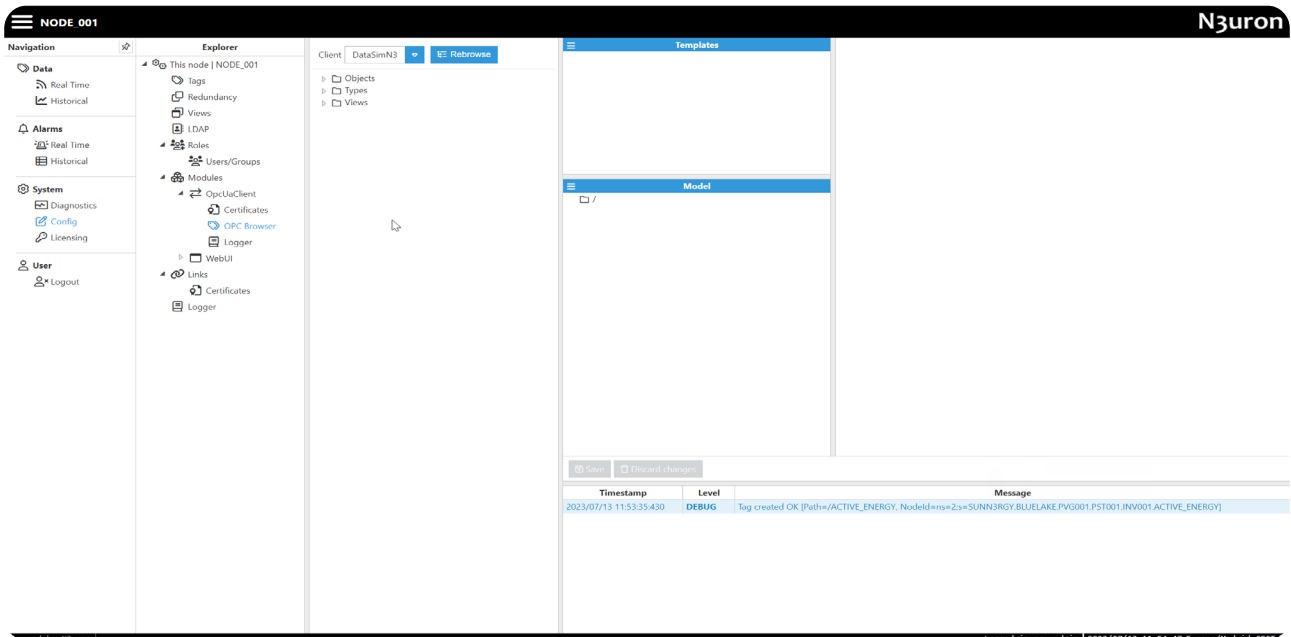 NODE 001
N3uron
Navigation
Data
Real Time
Historical
Alarms
Real Time
Historical
System
Diagnostics
Config
Licensing
User
Logout
Explorer
This node | NODE_001
Tags
Redundancy
Views
LDAP
Roles
Users/Groups
Modules
OpcUaClient
Certificates
OPC Browser
Logger
WebUI
Links
Certificates
Logger
Client DataSimN3 Rebrowse
Objects
Types
Views
Templates
Model
/
Save Discard changes
Timestamp Level Message
2023/07/13 11:53:35:430 DEBUG Tag created OK [Path=/ACTIVE_ENERGY, NodeId=ns=2;s=SUNN3RGY.BLUELAKE.PVG001.PST001.INV001.ACTIVE_ENERGY]